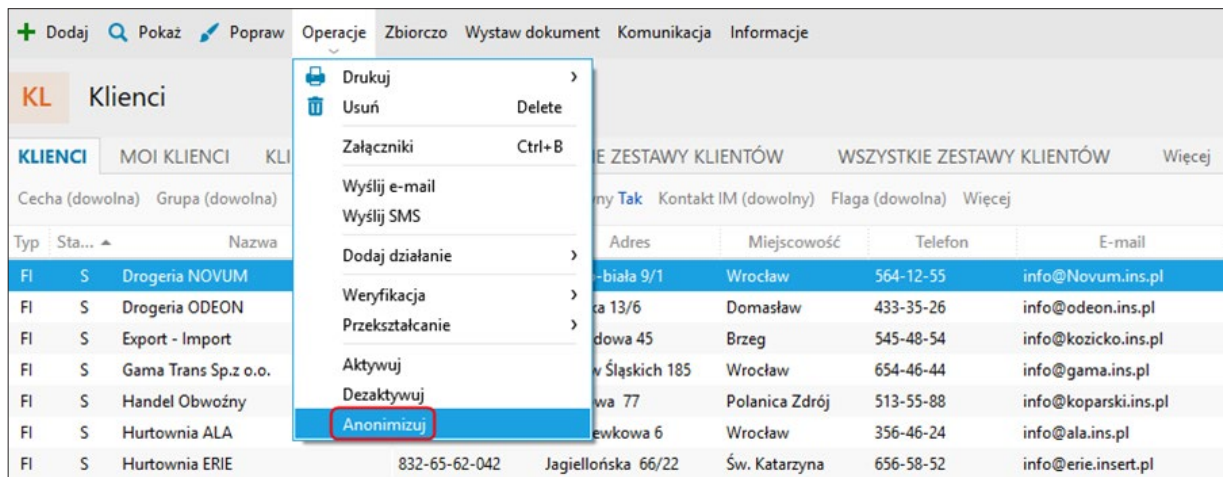 Dodaj Pokaż Popraw Operacje Zbiorczo Wystaw dokument Komunikacja Informacje
KL Klienci
Drukuj
Usuń Delete
Załączniki Ctrl+B
Wyślij e-mail
Wyślij SMS
Dodaj działanie
Weryfikacja
Przekształcanie
Aktywuj
Dezaktywuj
Anonimizuj
KLIENCI MOI KLIENCI KLI ZESTAWY KLIENTÓW WSZYSTKIE ZESTAWY KLIENTÓW Więcej
Cecha (dowolna) Grupa (dowolna) ny Tak Kontakt IM (dowolny) Flaga (dowolna) Więcej
Typ Sta... Nazwa Adres Miejscowość Telefon E-mail
FI S Drogeria NOVUM -biała 9/1 Wrocław 564-12-55 info@Novum.ins.pl
FI S Drogeria ODEON ka 13/6 Domasław 433-35-26 info@odeon.ins.pl
FI S Export - Import dowa 45 Brzeg 545-48-54 info@kozicko.ins.pl
FI S Gama Trans Sp.z o.o. w Śląskich 185 Wrocław 654-46-44 info@gama.ins.pl
FI S Handel Obwoźny wa 77 Polanica Zdrój 513-55-88 info@koparski.ins.pl
FI S Hurtownia ALA ewkowa 6 Wrocław 356-46-24 info@ala.ins.pl
FI S Hurtownia ERIE 832-65-62-042 Jagiellońska 66/22 Św. Katarzyna 656-58-52 info@erie.insert.pl